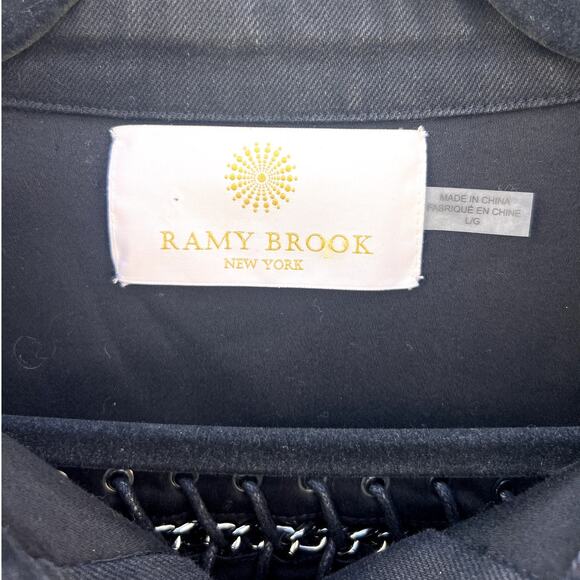 RAMY BROOK
NEW YORK
MADE IN CHINA
FABRIQUÉ EN CHINE
L/G